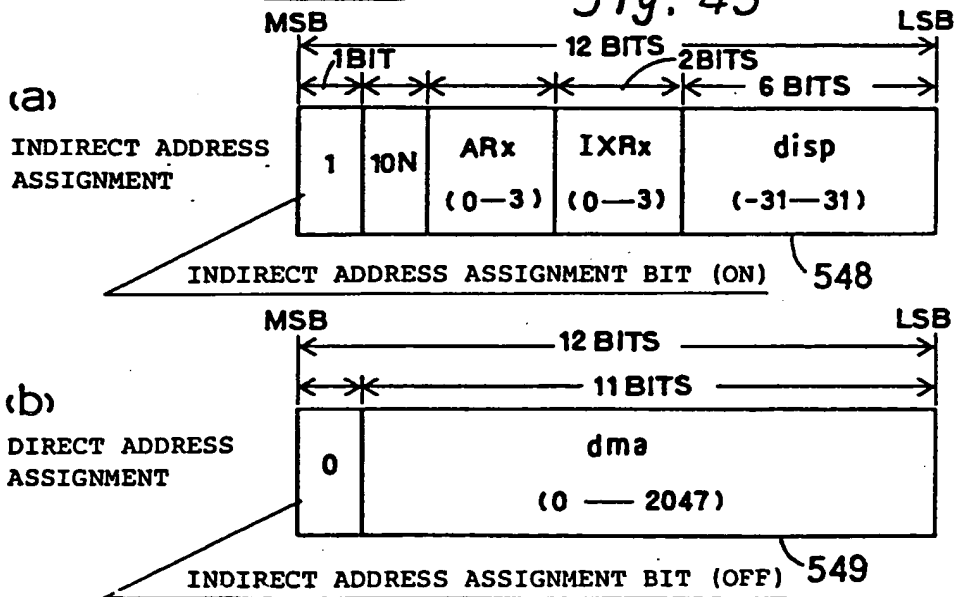 Fig. 43
MSB LSB
12 BITS
1BIT 2BITS
6 BITS
(a)
INDIRECT ADDRESS ASSIGNMENT
1 10N ARx IXRx disp
(0—3) (0—3) (-31—31)
INDIRECT ADDRESS ASSIGNMENT BIT (ON) 548
MSB LSB
12 BITS
11 BITS
(b)
DIRECT ADDRESS ASSIGNMENT
0 dma
(0 — 2047)
INDIRECT ADDRESS ASSIGNMENT BIT (OFF) 549